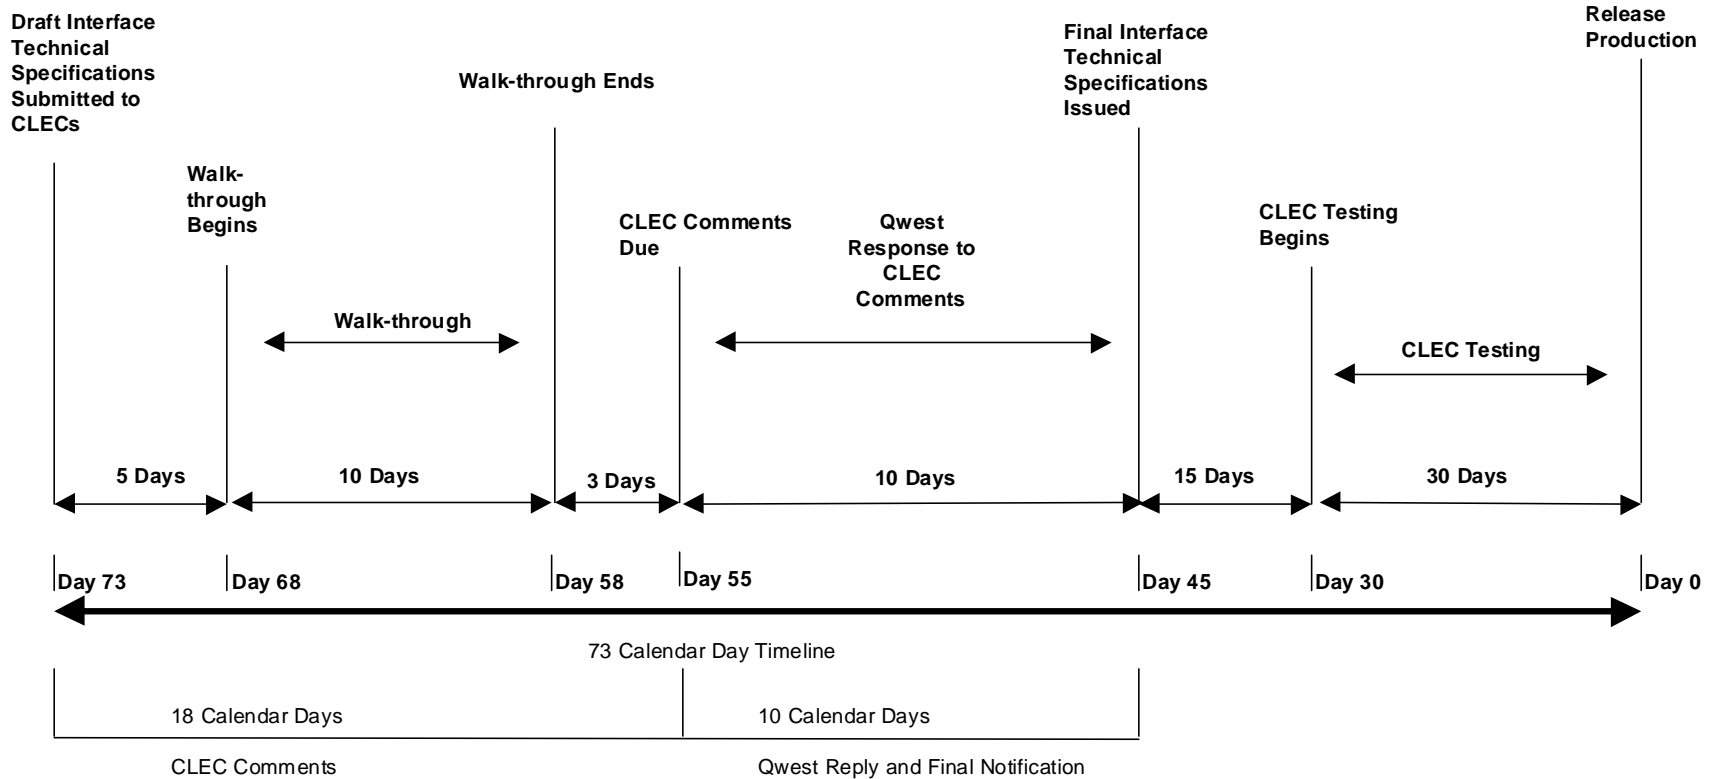 Draft Interface
Technical
Specifications
Submitted to
CLECs
Walk-
through
Begins
Walk-through Ends
CLEC Comments
Due
Qwest
Response to
CLEC
Comments
Final Interface
Technical
Specifications
Issued
CLEC Testing
Begins
Release
Production
Walk-through
CLEC Testing
5 Days
10 Days
3 Days
10 Days
15 Days
30 Days
Day 73
Day 68
Day 58
Day 55
Day 45
Day 30
Day 0
73 Calendar Day Timeline
18 Calendar Days
10 Calendar Days
CLEC Comments
Qwest Reply and Final Notification